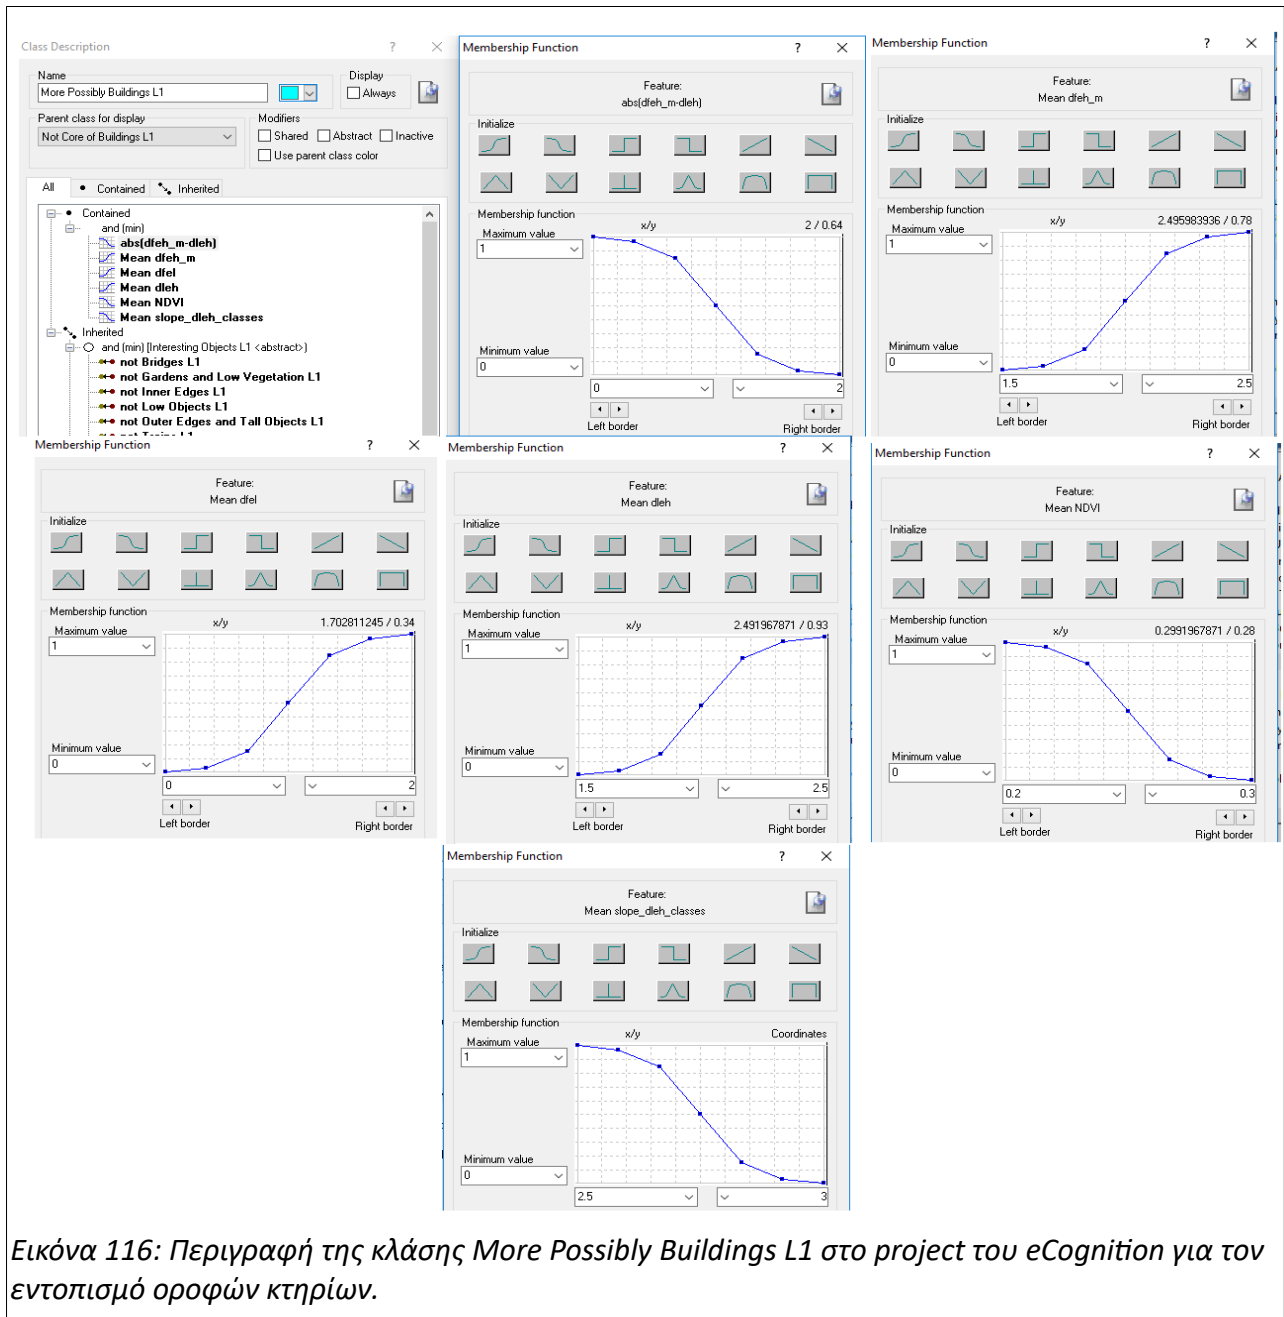 Class Description
Name
More Possibly Buildings L1
Display
Always
Parent class for display
Not Core of Buildings L1
Modifiers
Shared Abstract Inactive
Use parent class color
All Contained Inherited
Contained
and (min)
abs(dfeh_m-dleh)
Mean dfeh_m
Mean dfel
Mean dleh
Mean NDVI
Mean slope_dleh_classes
Inherited
and (min) [Interesting Objects L1 <abstract>]
not Bridges L1
not Gardens and Low Vegetation L1
not Inner Edges L1
not Low Objects L1
not Outer Edges and Tall Objects L1
Membership Function
Feature:
abs(dfeh_m-dleh)
Initialize
Membership function
Maximum value
1
x/y
2 / 0.64
Minimum value
0
0
2
Left border
Right border
Membership Function
Feature:
Mean dfeh_m
Initialize
Membership function
Maximum value
1
x/y
2.495983936 / 0.78
Minimum value
0
1.5
2.5
Left border
Right border
Membership Function
Feature:
Mean dfel
Initialize
Membership function
Maximum value
1
x/y
1.702811245 / 0.34
Minimum value
0
0
2
Left border
Right border
Membership Function
Feature:
Mean dleh
Initialize
Membership function
Maximum value
1
x/y
2.491967871 / 0.93
Minimum value
0
1.5
2.5
Left border
Right border
Membership Function
Feature:
Mean NDVI
Initialize
Membership function
Maximum value
1
x/y
0.2991967871 / 0.28
Minimum value
0
0.2
0.3
Left border
Right border
Membership Function
Feature:
Mean slope_dleh_classes
Initialize
Membership function
Maximum value
1
x/y
Coordinates
Minimum value
0
2.5
3
Εικόνα 116: Περιγραφή της κλάσης More Possibly Buildings L1 στο project του eCognition για τον
εντοπισμό οροφών κτηρίων.